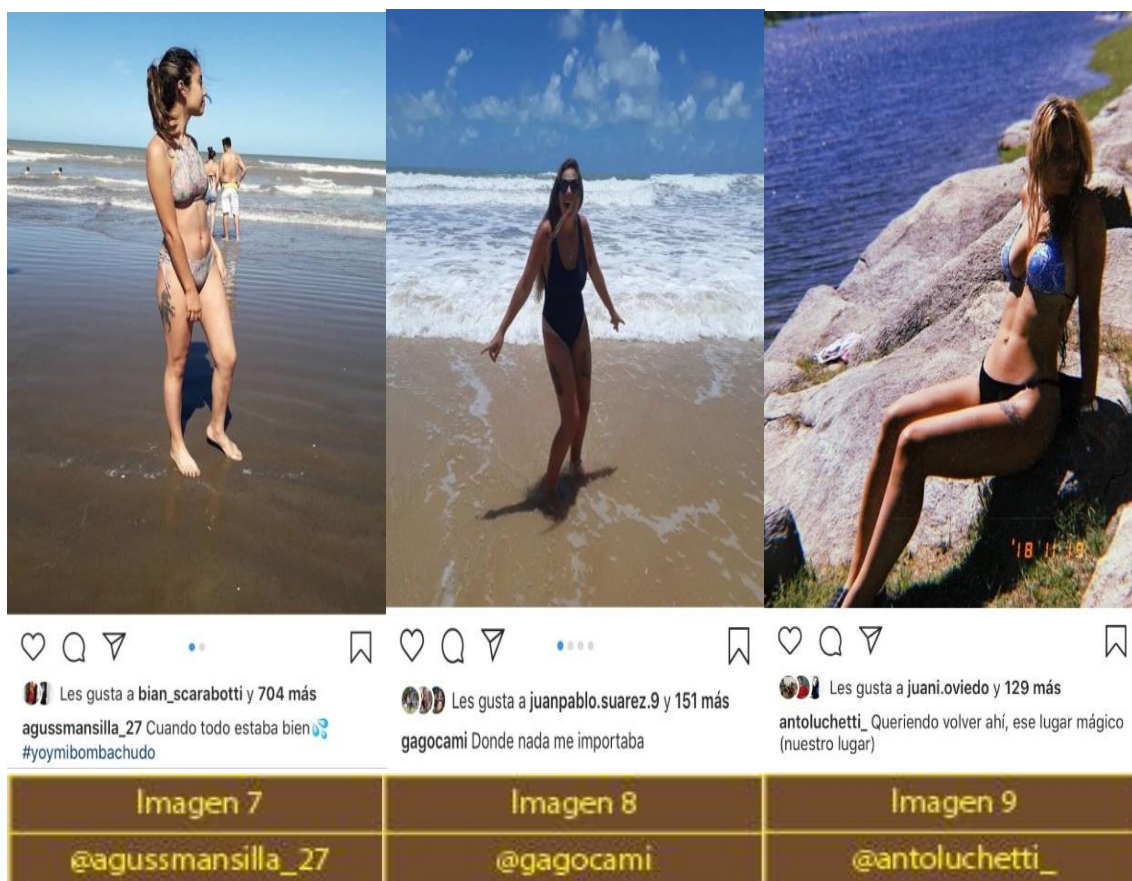 '18 11 19
Les gusta a bian_scarabotti y 704 más
agussmansilla_27 Cuando todo estaba bien💦
#yoymibombachudo
Les gusta a juanpablo.suarez.9 y 151 más
gagocami Donde nada me importaba
Les gusta a juani.oviedo y 129 más
antoluchetti_ Queriendo volver ahí, ese lugar mágico
(nuestro lugar)
Imagen 7
Imagen 8
Imagen 9
@agussmansilla_27
@gagocami
@antoluchetti_